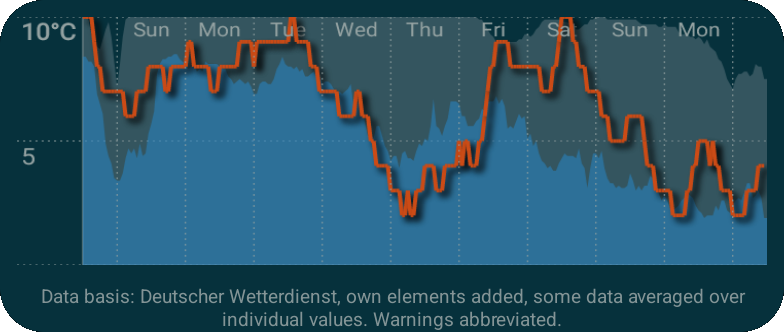 10°C Sun Mon Tue Wed Thu Fri Sat Sun Mon
5
Data basis: Deutscher Wetterdienst, own elements added, some data averaged over
individual values. Warnings abbreviated.